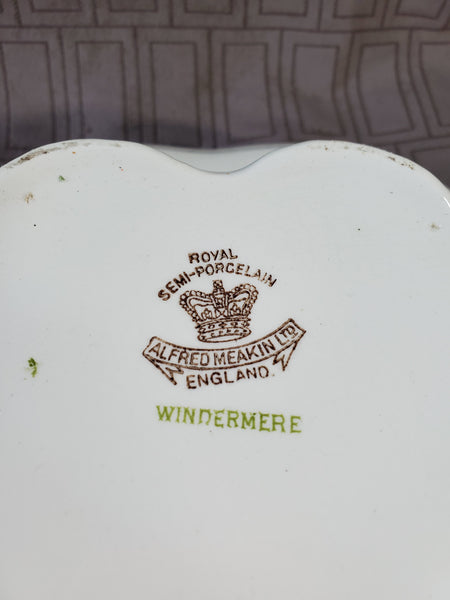 ROYAL
SEMI-PORCELAIN
ALFRED MEAKIN LTD
ENGLAND.
WINDERMERE